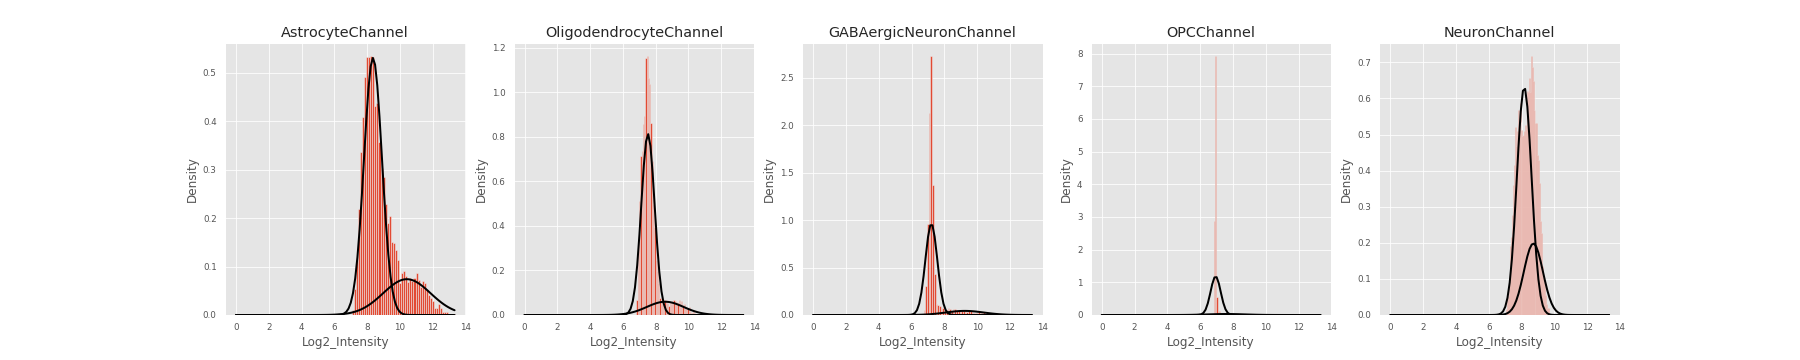 AstrocyteChannel
0.5
0.4
0.3
0.2
0.1
0.0
Density
0 2 4 6 8 10 12 14
Log2_Intensity
OligodendrocyteChannel
1.2
1.0
0.8
0.6
0.4
0.2
0.0
Density
0 2 4 6 8 10 12 14
Log2_Intensity
GABAergicNeuronChannel
2.5
2.0
1.5
1.0
0.5
0.0
Density
0 2 4 6 8 10 12 14
Log2_Intensity
OPCChannel
8
7
6
5
4
3
2
1
0
Density
0 2 4 6 8 10 12 14
Log2_Intensity
NeuronChannel
0.7
0.6
0.5
0.4
0.3
0.2
0.1
0.0
Density
0 2 4 6 8 10 12 14
Log2_Intensity